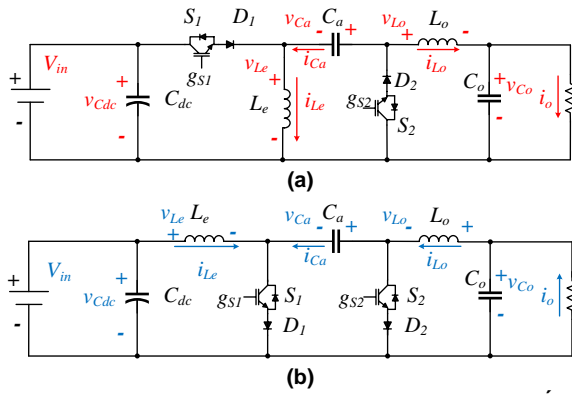 S1 D1 vCa Ca vLo Lo
+ - + + -
Vin gS1 vLe iCa iLo
+ + + D2 + +
vCdc Cdc Le iLe gS2 Co vCo io
- - - S2 - -
(a)
vLe Le vCa Ca vLo Lo
+ - - + - +
Vin iLe iCa iLo
+ + gS1 S1 gS2 S2 + +
vCdc Cdc D1 D2 Co vCo io
- - - -
(b)